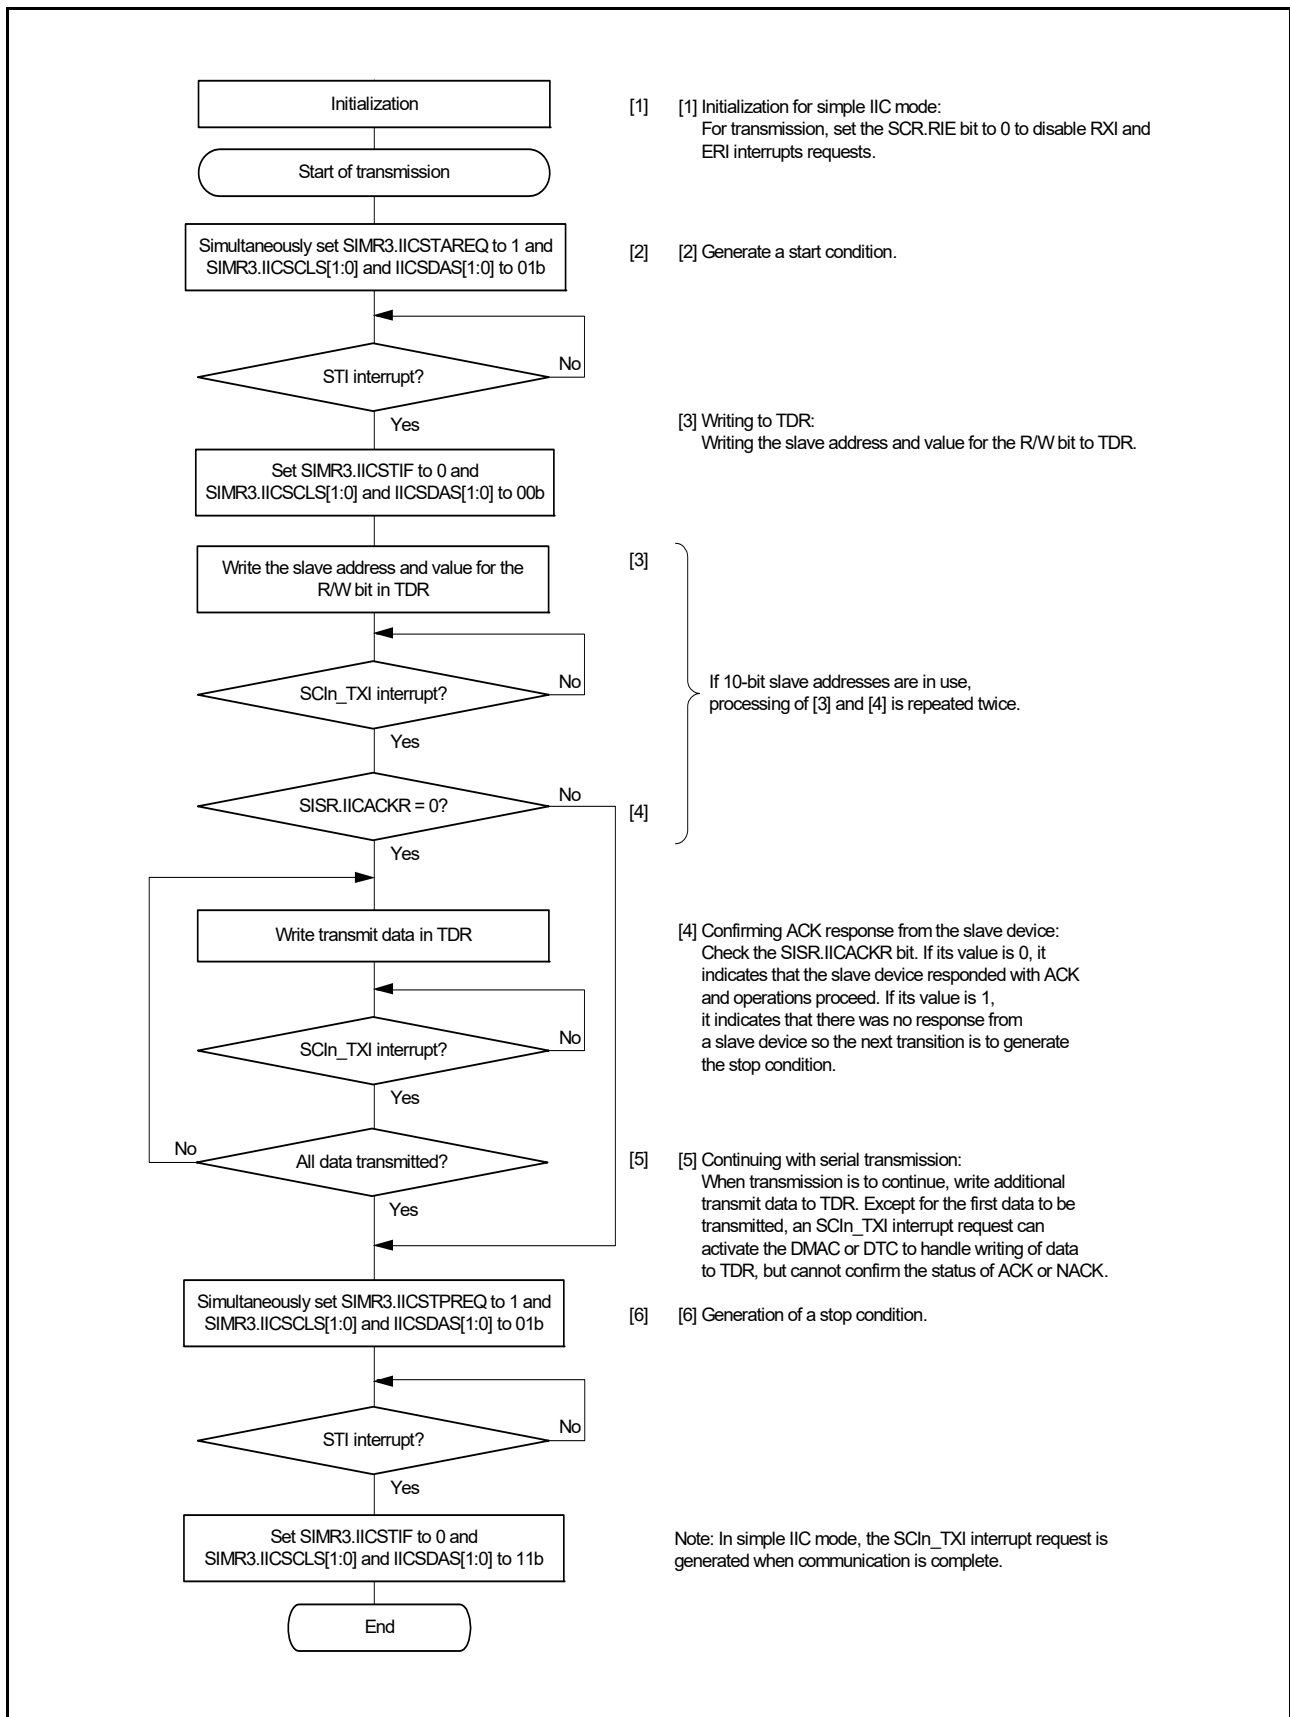 Initialization
[1]
[1] Initialization for simple IIC mode:
For transmission, set the SCR.RIE bit to 0 to disable RXI and
ERI interrupts requests.
Start of transmission
Simultaneously set SIMR3.IICSTAREQ to 1 and
SIMR3.IICSCLS[1:0] and IICSDAS[1:0] to 01b
[2]
[2] Generate a start condition.
STI interrupt?
No
Yes
[3] Writing to TDR:
Writing the slave address and value for the R/W bit to TDR.
Set SIMR3.IICSTIF to 0 and
SIMR3.IICSCLS[1:0] and IICSDAS[1:0] to 00b
Write the slave address and value for the
R/W bit in TDR
[3]
SCIn_TXI interrupt?
No
Yes
If 10-bit slave addresses are in use,
processing of [3] and [4] is repeated twice.
SISR.IICACKR = 0?
No
[4]
Yes
Write transmit data in TDR
[4] Confirming ACK response from the slave device:
Check the SISR.IICACKR bit. If its value is 0, it
indicates that the slave device responded with ACK
and operations proceed. If its value is 1,
it indicates that there was no response from
a slave device so the next transition is to generate
the stop condition.
SCIn_TXI interrupt?
No
Yes
All data transmitted?
No
Yes
[5]
[5] Continuing with serial transmission:
When transmission is to continue, write additional
transmit data to TDR. Except for the first data to be
transmitted, an SCIn_TXI interrupt request can
activate the DMAC or DTC to handle writing of data
to TDR, but cannot confirm the status of ACK or NACK.
Simultaneously set SIMR3.IICSTPREQ to 1 and
SIMR3.IICSCLS[1:0] and IICSDAS[1:0] to 01b
[6]
[6] Generation of a stop condition.
STI interrupt?
No
Yes
Set SIMR3.IICSTIF to 0 and
SIMR3.IICSCLS[1:0] and IICSDAS[1:0] to 11b
Note: In simple IIC mode, the SCIn_TXI interrupt request is
generated when communication is complete.
End